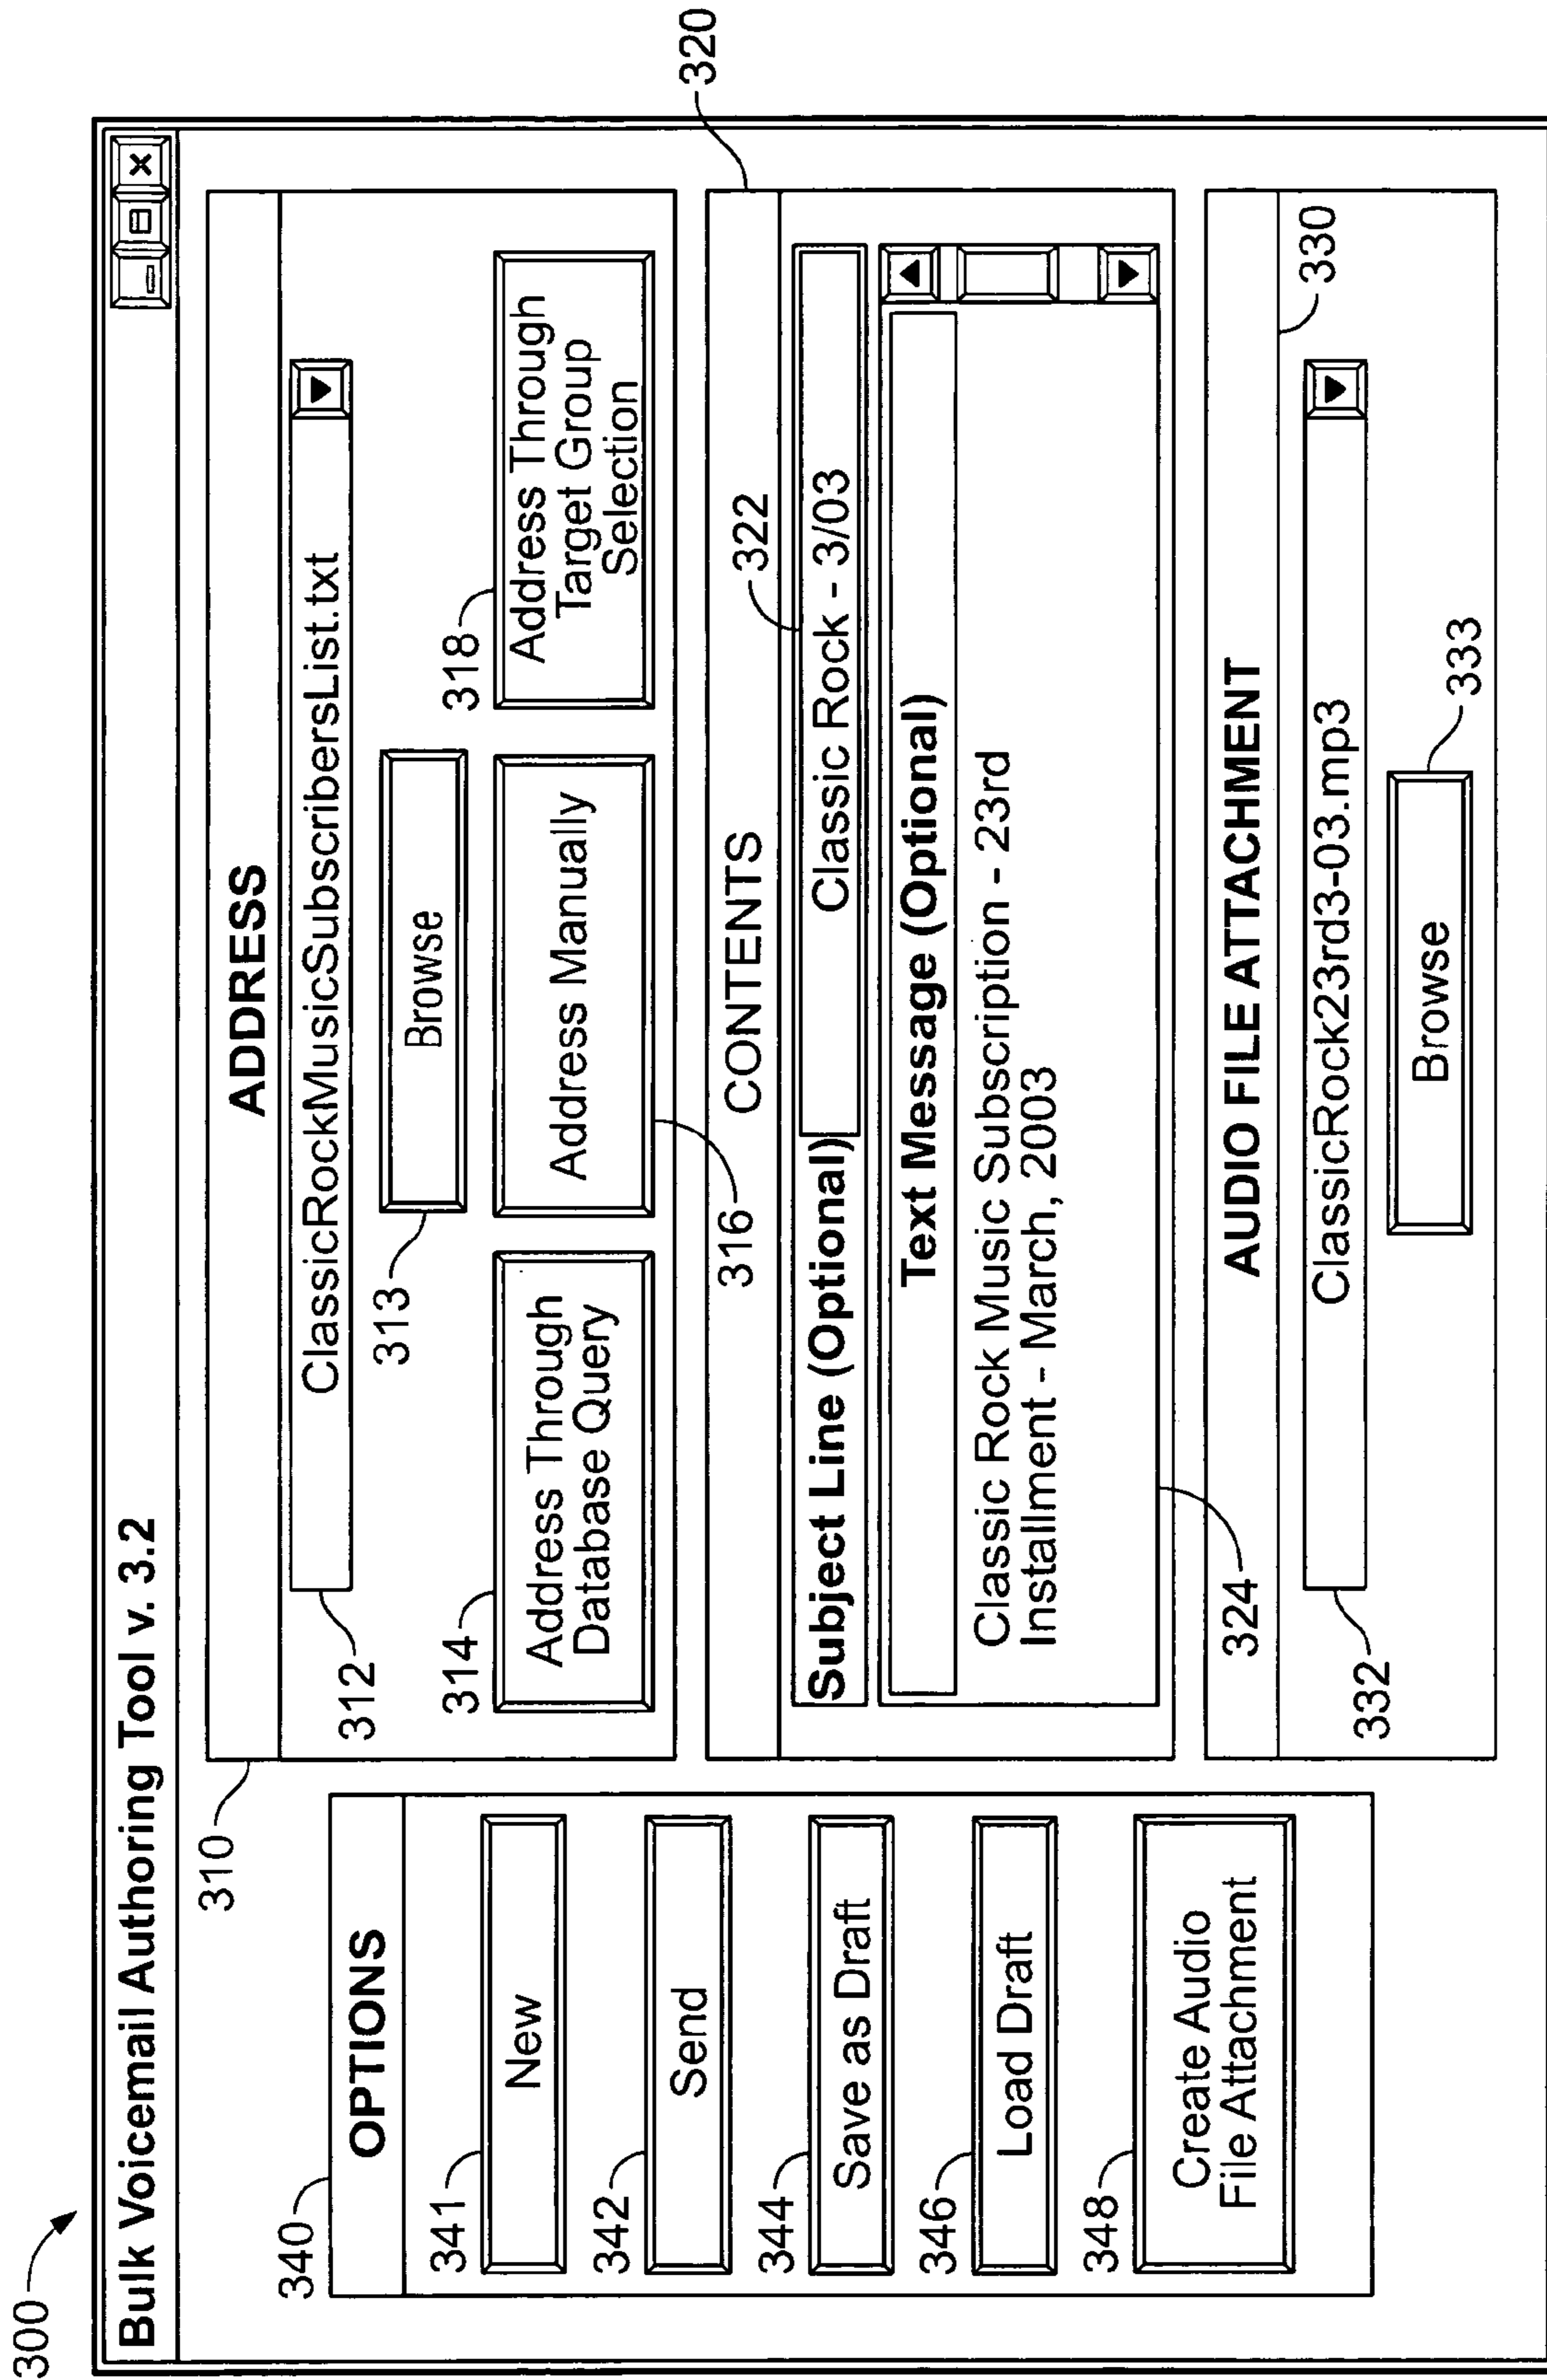 300
Bulk Voicemail Authoring Tool v. 3.2
340
OPTIONS
341
New
342
Send
344
Save as Draft
346
Load Draft
348
Create Audio
File Attachment
310
ADDRESS
312
ClassicRockMusicSubscribersList.txt
313
Browse
314
Address Through
Database Query
316
Address Manually
318
Address Through
Target Group
Selection
320
CONTENTS
322
Subject Line (Optional)
Classic Rock - 3/03
Text Message (Optional)
Classic Rock Music Subscription - 23rd
Installment - March, 2003
324
330
AUDIO FILE ATTACHMENT
332
ClassicRock23rd3-03.mp3
333
Browse